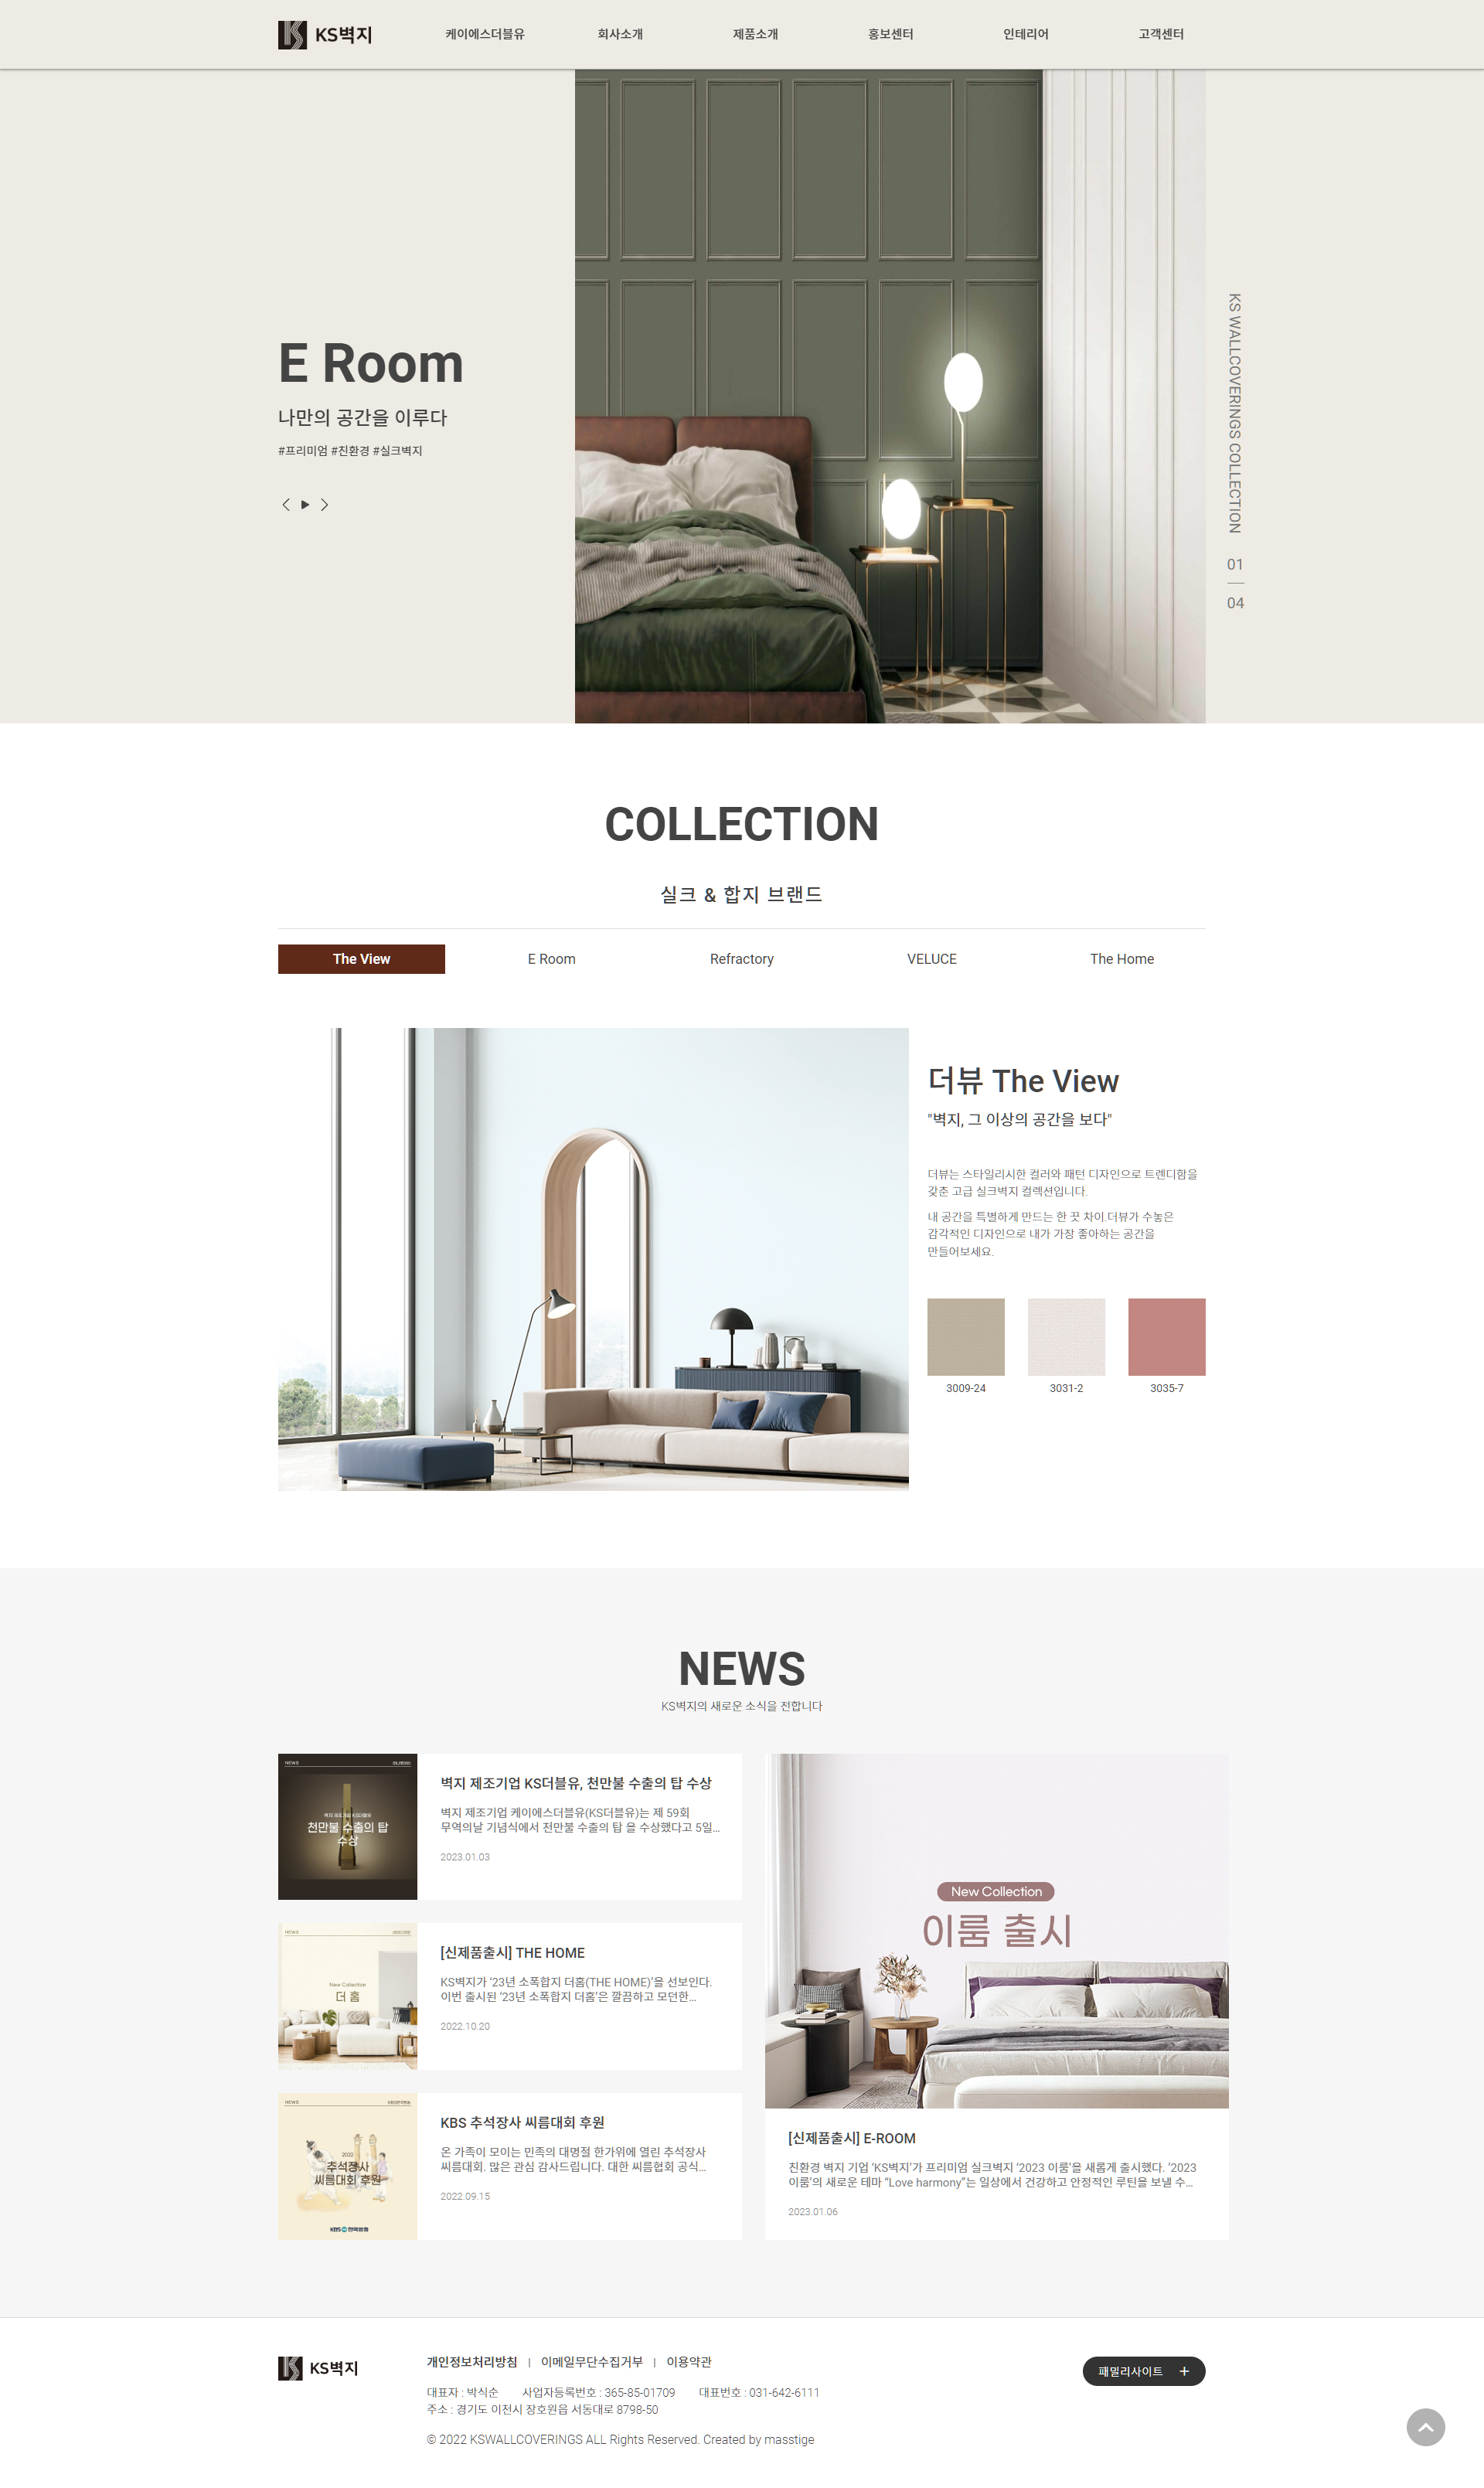 KS벽지
케이에스더블유
회사소개
제품소개
홍보센터
인테리어
고객센터
E Room
나만의 공간을 이루다
#프리미엄 #친환경 #실크벽지
KS WALLCOVERINGS COLLECTION
01
04
COLLECTION
실크 & 합지 브랜드
The View
E Room
Refractory
VELUCE
The Home
더뷰 The View
"벽지, 그 이상의 공간을 보다"
더뷰는 스타일리시한 컬러와 패턴 디자인으로 트렌디함을
갖춘 고급 실크벽지 컬렉션입니다.
내 공간을 특별하게 만드는 한 끗 차이.더뷰가 수놓은
감각적인 디자인으로 내가 가장 좋아하는 공간을
만들어보세요.
3009-24
3031-2
3035-7
NEWS
KS벽지의 새로운 소식을 전합니다
NEWS
벽지 제조기업 KS더블유
천만불 수출의 탑
수상
벽지 제조기업 KS더블유, 천만불 수출의 탑 수상
벽지 제조기업 케이에스더블유(KS더블유)는 제 59회
무역의날 기념식에서 천만불 수출의 탑 을 수상했다고 5일...
2023.01.03
NEWS
New Collection
더 홈
[신제품출시] THE HOME
KS벽지가 ‘23년 소폭합지 더홈(THE HOME)’을 선보인다.
이번 출시된 ‘23년 소폭합지 더홈’은 깔끔하고 모던한...
2022.10.20
NEWS
2022
추석장사
씨름대회 후원
KBS 한국방송
KBS 추석장사 씨름대회 후원
온 가족이 모이는 민족의 대명절 한가위에 열린 추석장사
씨름대회. 많은 관심 감사드립니다. 대한 씨름협회 공식...
2022.09.15
New Collection
이룸 출시
[신제품출시] E-ROOM
친환경 벽지 기업 ‘KS벽지’가 프리미엄 실크벽지 ‘2023 이룸’을 새롭게 출시했다. ‘2023
이룸’의 새로운 테마 “Love harmony”는 일상에서 건강하고 안정적인 루틴을 보낼 수...
2023.01.06
KS벽지
개인정보처리방침 | 이메일무단수집거부 | 이용약관
대표자 : 박식순 사업자등록번호 : 365-85-01709 대표번호 : 031-642-6111
주소 : 경기도 이천시 장호원읍 서동대로 8798-50
© 2022 KSWALLCOVERINGS ALL Rights Reserved. Created by masstige
패밀리사이트 +